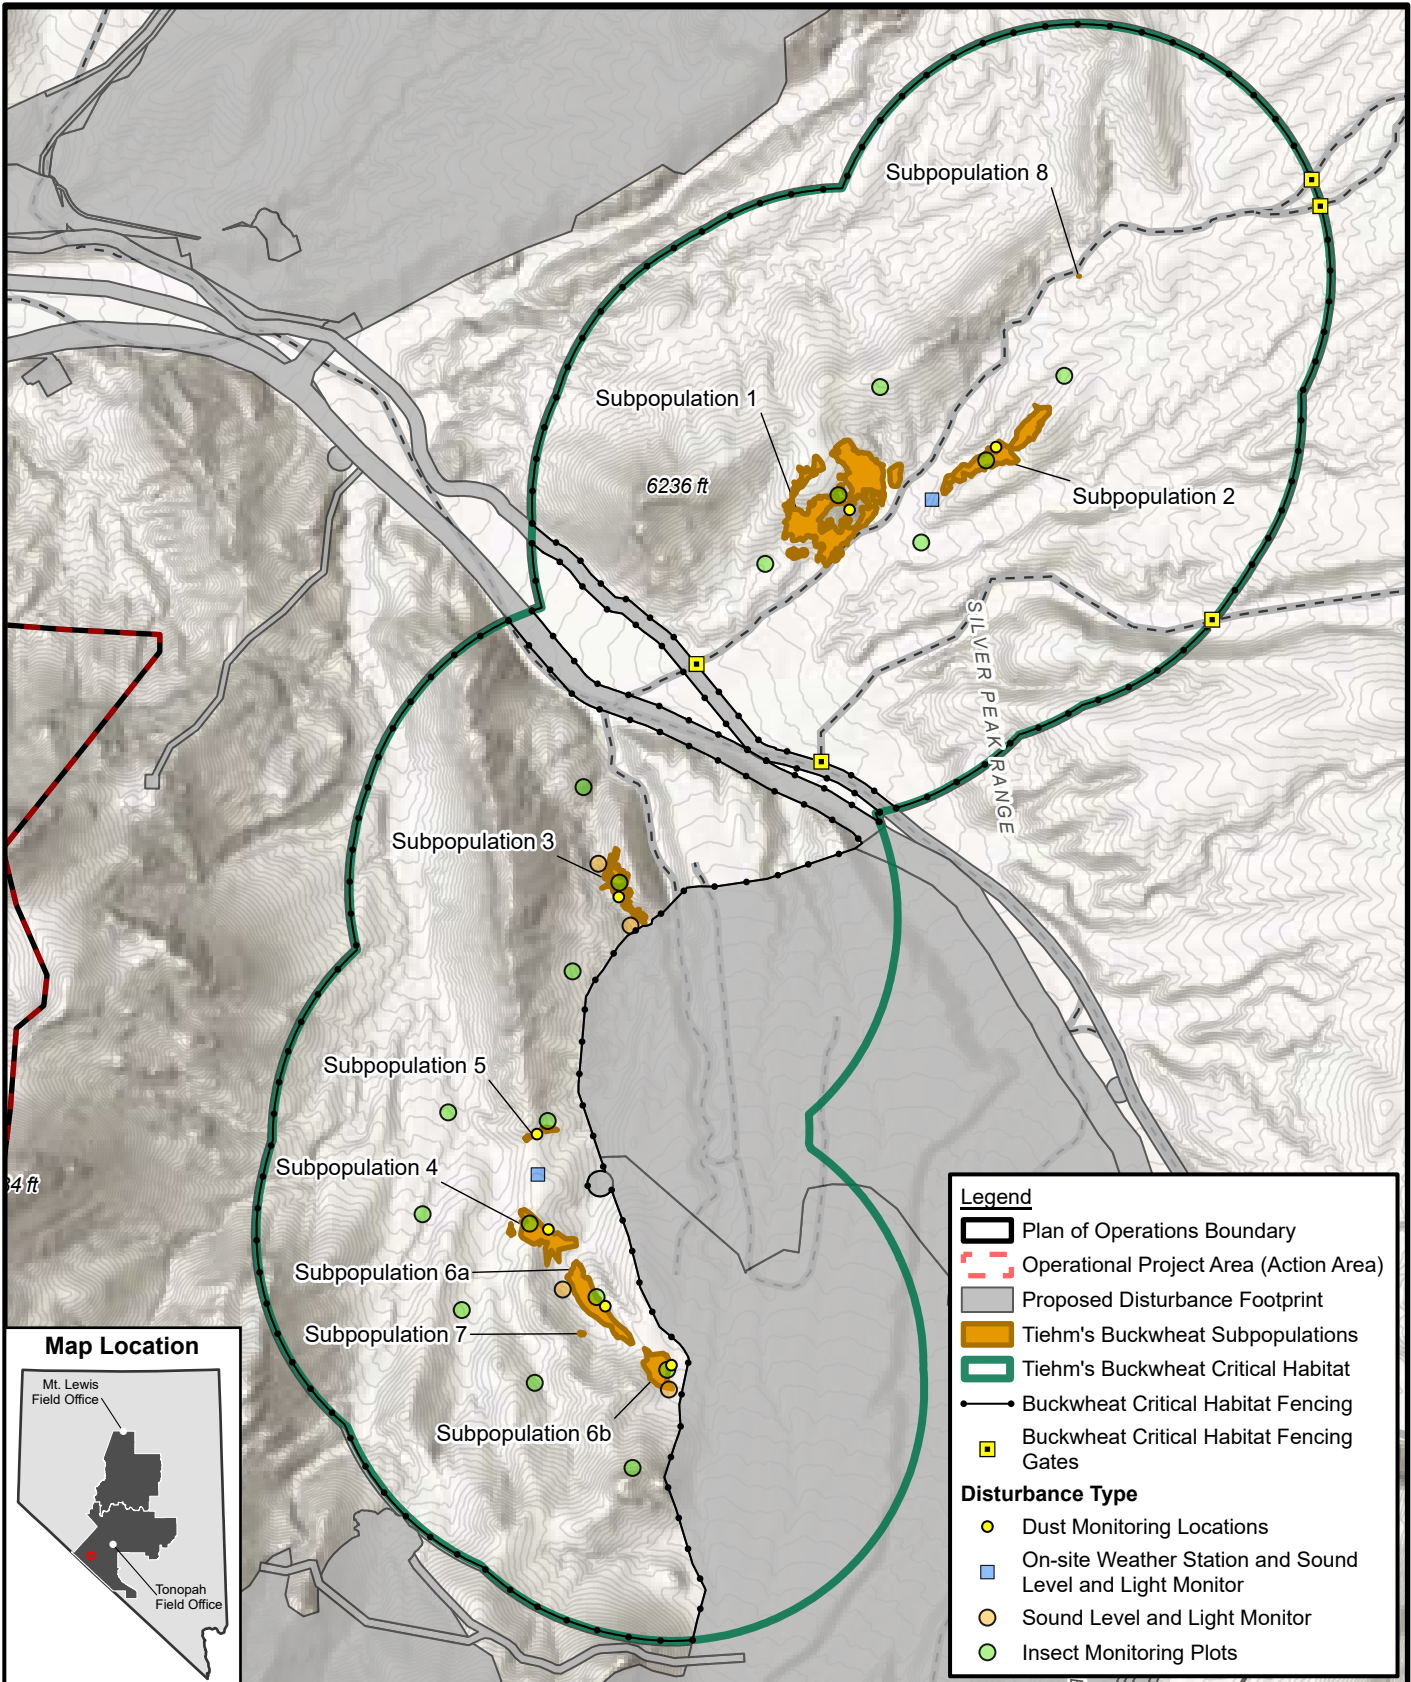 Subpopulation 8
Subpopulation 1
6236 ft
Subpopulation 2
SILVER PEAK RANGE
Subpopulation 3
Subpopulation 5
Subpopulation 4
34 ft
Subpopulation 6a
Subpopulation 7
Subpopulation 6b
Map Location
Mt. Lewis
Field Office
Tonopah
Field Office
Legend
Plan of Operations Boundary
Operational Project Area (Action Area)
Proposed Disturbance Footprint
Tiehm's Buckwheat Subpopulations
Tiehm's Buckwheat Critical Habitat
Buckwheat Critical Habitat Fencing
Buckwheat Critical Habitat Fencing
Gates
Disturbance Type
Dust Monitoring Locations
On-site Weather Station and Sound
Level and Light Monitor
Sound Level and Light Monitor
Insect Monitoring Plots